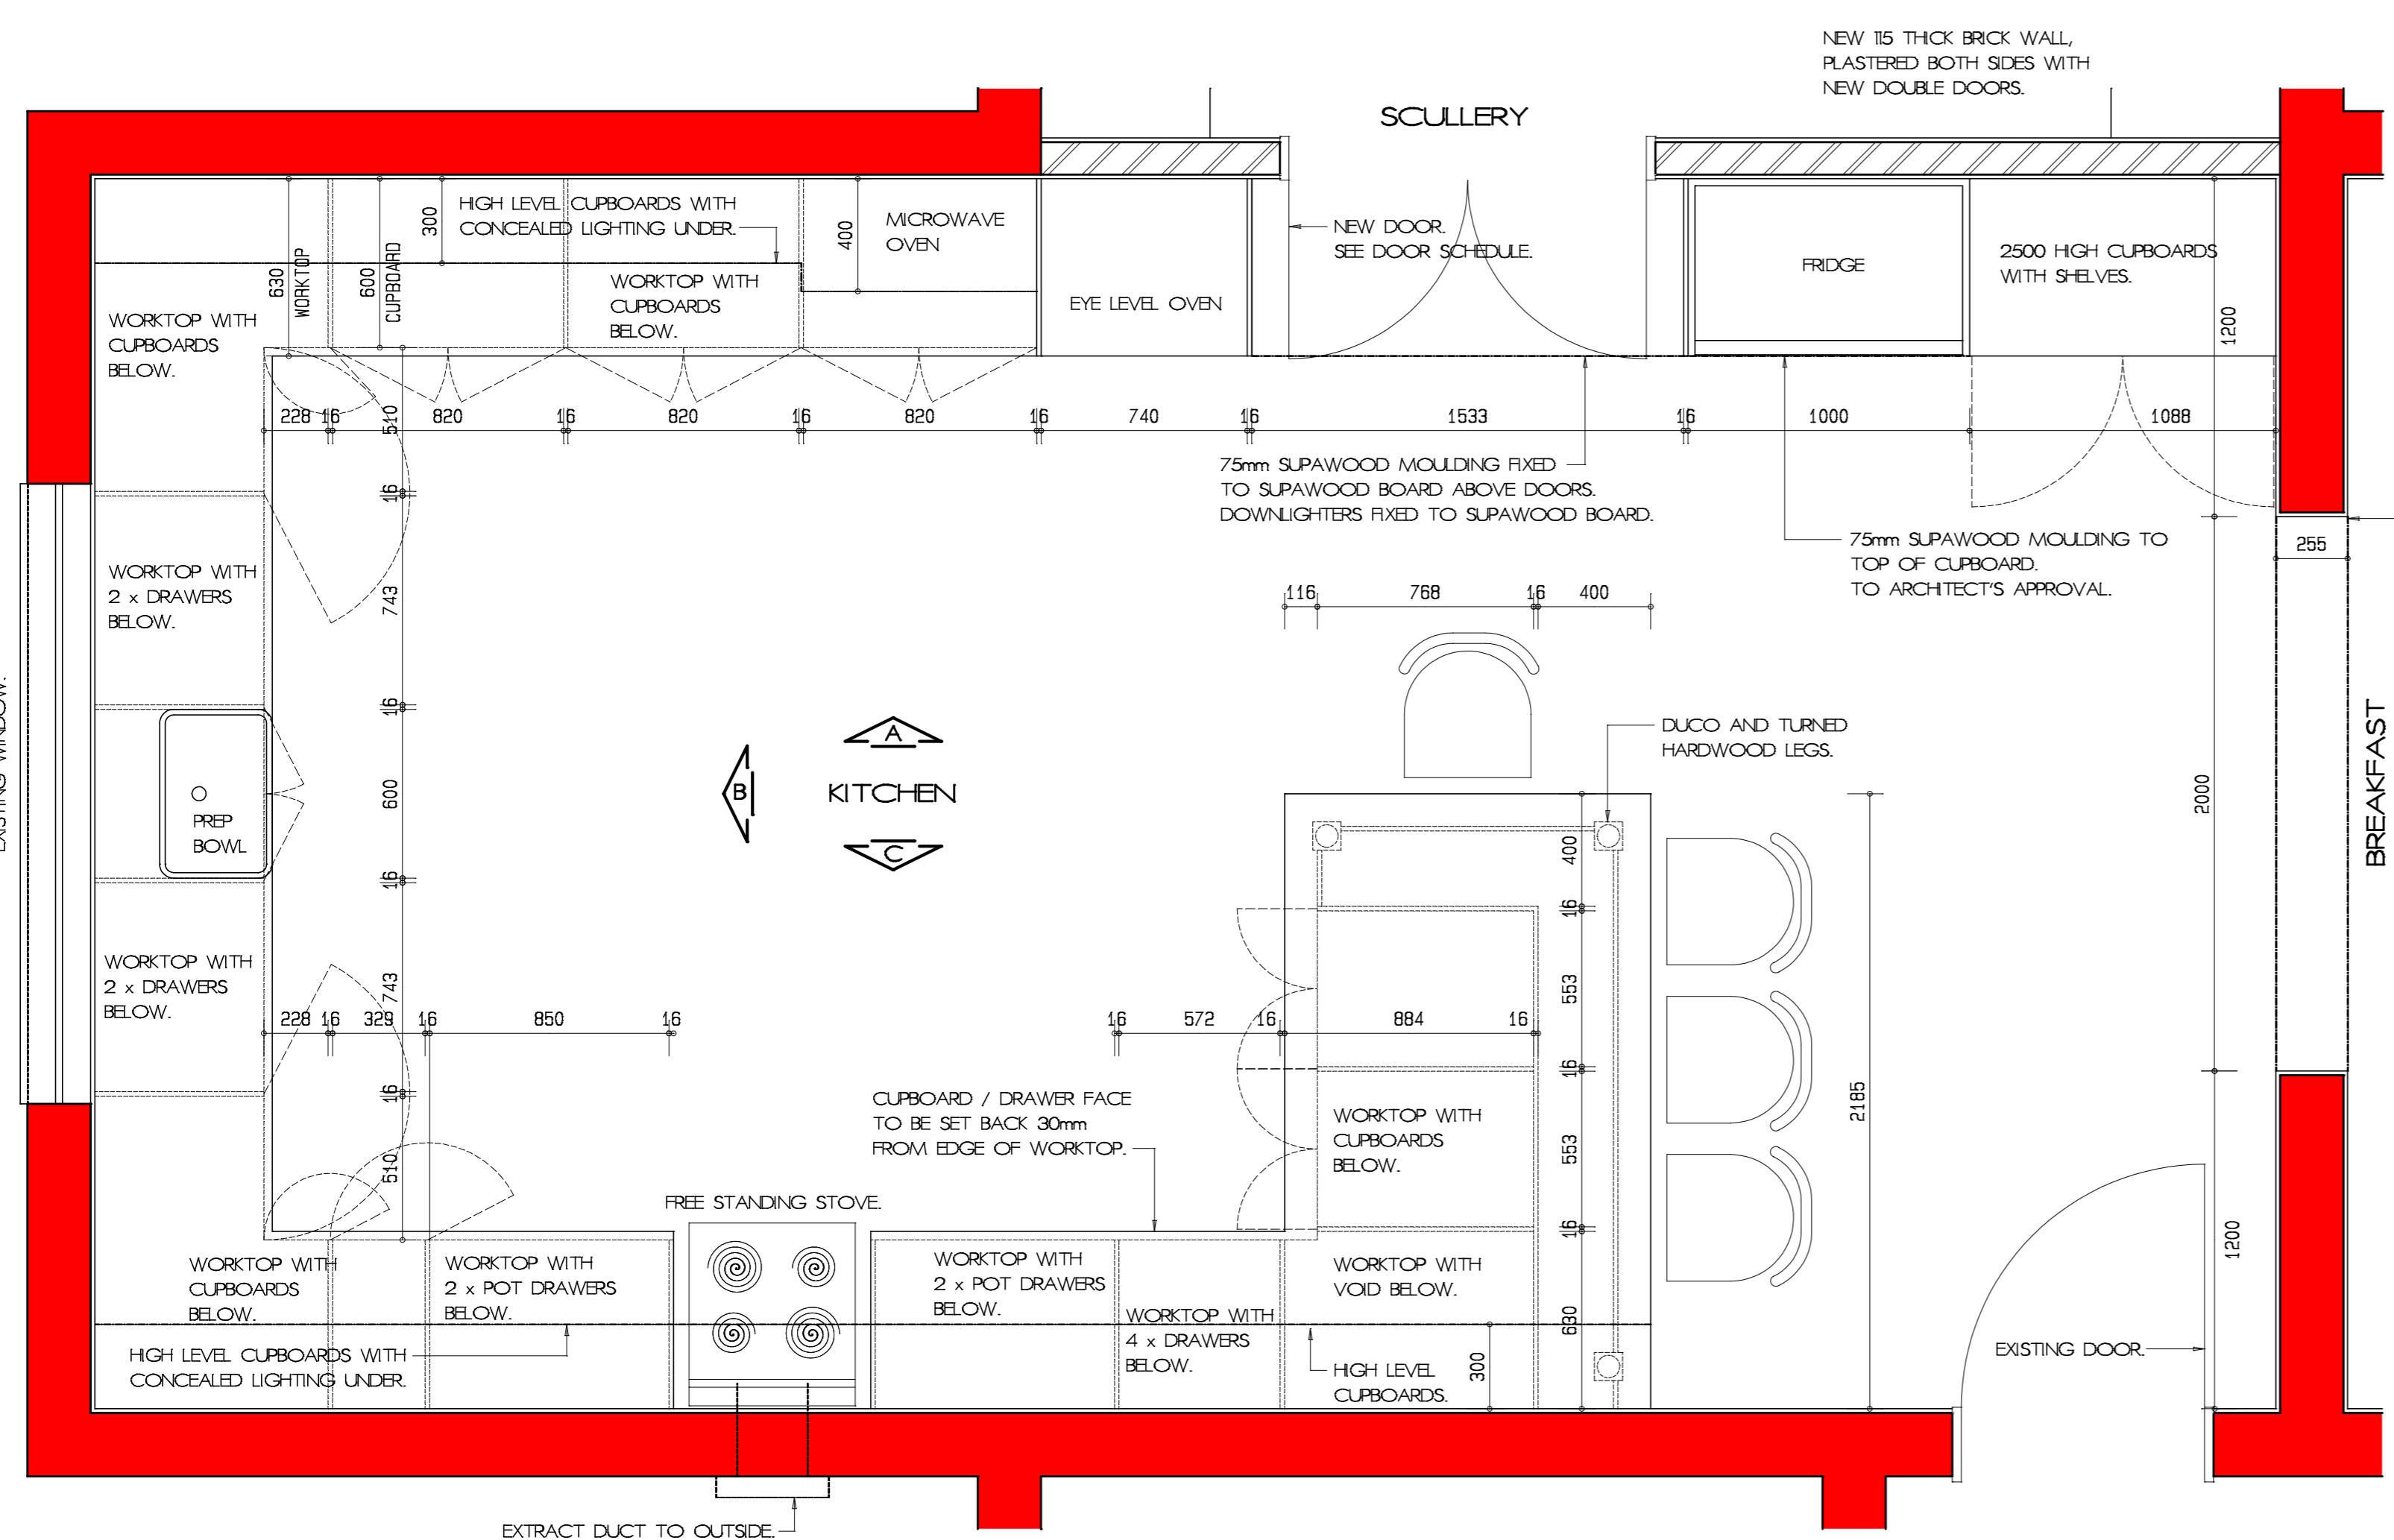 NEW 115 THICK BRICK WALL,
PLASTERED BOTH SIDES WITH
NEW DOUBLE DOORS.
SCULLERY
HIGH LEVEL CUPBOARDS WITH
CONCEALED LIGHTING UNDER.
300
630
WORKTOP
600
CUPBOARD
400
MICROWAVE
OVEN
WORKTOP WITH
CUPBOARDS
BELOW.
WORKTOP WITH
CUPBOARDS
BELOW.
EYE LEVEL OVEN
NEW DOOR.
SEE DOOR SCHEDULE.
FRIDGE
2500 HIGH CUPBOARDS
WITH SHELVES.
1200
228 16 820 16 820 16 820 16 740 16 1533 16 1000 1088
75mm SUPAWOOD MOULDING FIXED
TO SUPAWOOD BOARD ABOVE DOORS.
DOWNLIGHTERS FIXED TO SUPAWOOD BOARD.
75mm SUPAWOOD MOULDING TO
TOP OF CUPBOARD.
TO ARCHITECT'S APPROVAL.
255
510
16
743
16
600
16
743
16
510
WORKTOP WITH
2 x DRAWERS
BELOW.
EXISTING WINDOW.
PREP
BOWL
WORKTOP WITH
2 x DRAWERS
BELOW.
A
B
KITCHEN
C
116 768 16 400
DUCO AND TURNED
HARDWOOD LEGS.
2000
BREAKFAST
400
16
553
16
553
16
630
2185
228 16 329 16 850 16
16 572 16 884 16
CUPBOARD / DRAWER FACE
TO BE SET BACK 30mm
FROM EDGE OF WORKTOP.
WORKTOP WITH
CUPBOARDS
BELOW.
FREE STANDING STOVE.
WORKTOP WITH
CUPBOARDS
BELOW.
WORKTOP WITH
2 x POT DRAWERS
BELOW.
WORKTOP WITH
2 x POT DRAWERS
BELOW.
WORKTOP WITH
4 x DRAWERS
BELOW.
WORKTOP WITH
VOID BELOW.
1200
HIGH LEVEL CUPBOARDS WITH
CONCEALED LIGHTING UNDER.
HIGH LEVEL
CUPBOARDS.
300
EXISTING DOOR.
EXTRACT DUCT TO OUTSIDE.